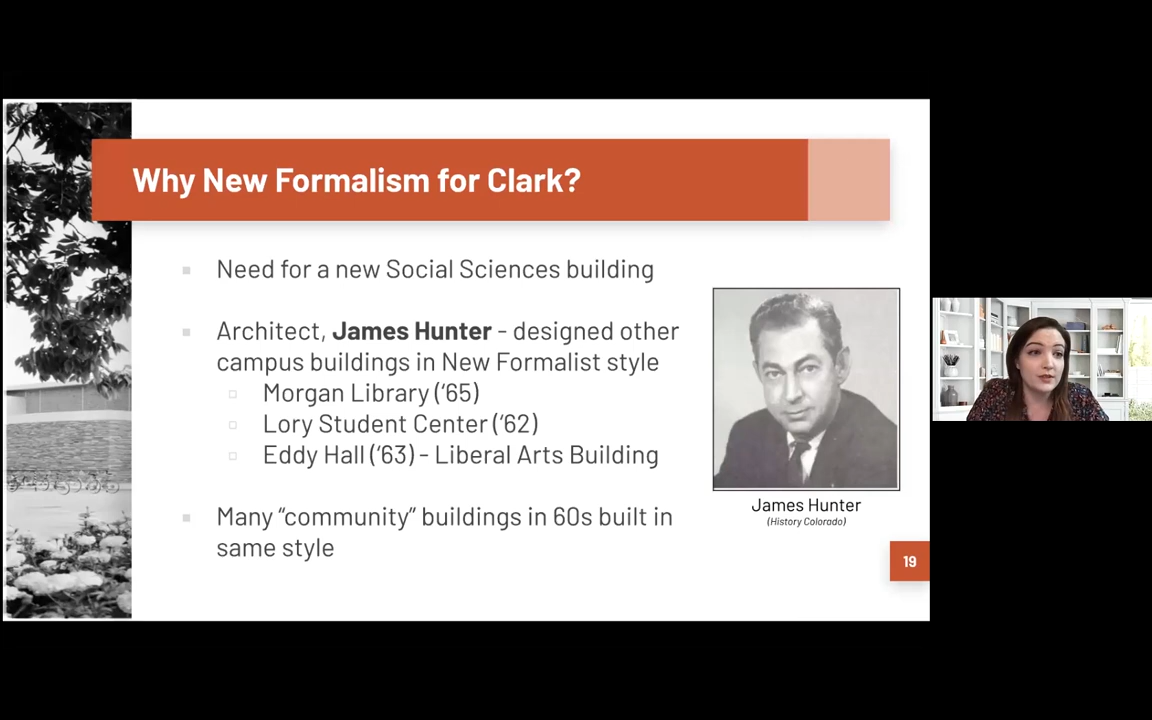 Why New Formalism for Clark?
Need for a new Social Sciences building
Architect, James Hunter - designed other
campus buildings in New Formalist style
Morgan Library (‘65)
Lory Student Center (‘62)
Eddy Hall (‘63) - Liberal Arts Building
Many “community” buildings in 60s built in
same style
James Hunter
(History Colorado)
19